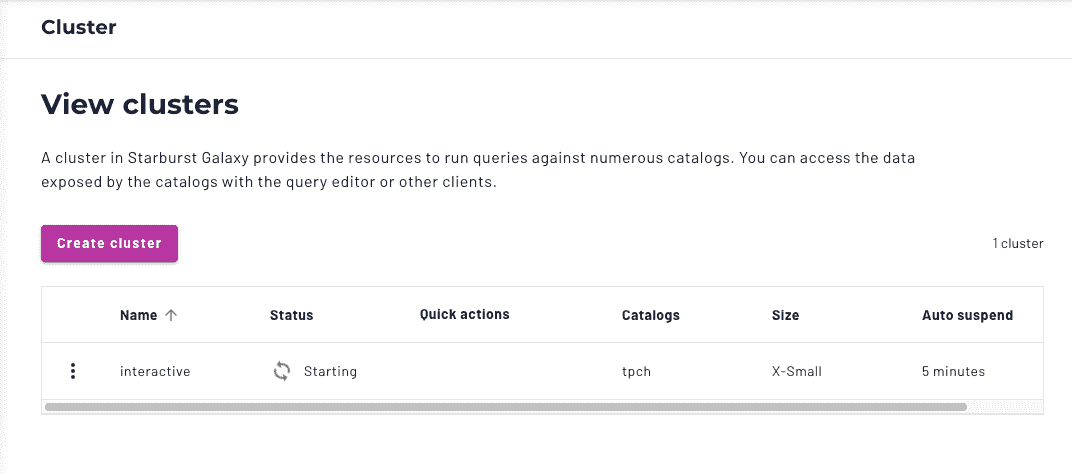 Cluster
View clusters
A cluster in Starburst Galaxy provides the resources to run queries against numerous catalogs. You can access the data
exposed by the catalogs with the query editor or other clients.
Create cluster
1 cluster
Name Status Quick actions Catalogs Size Auto suspend
interactive Starting tpch X-Small 5 minutes